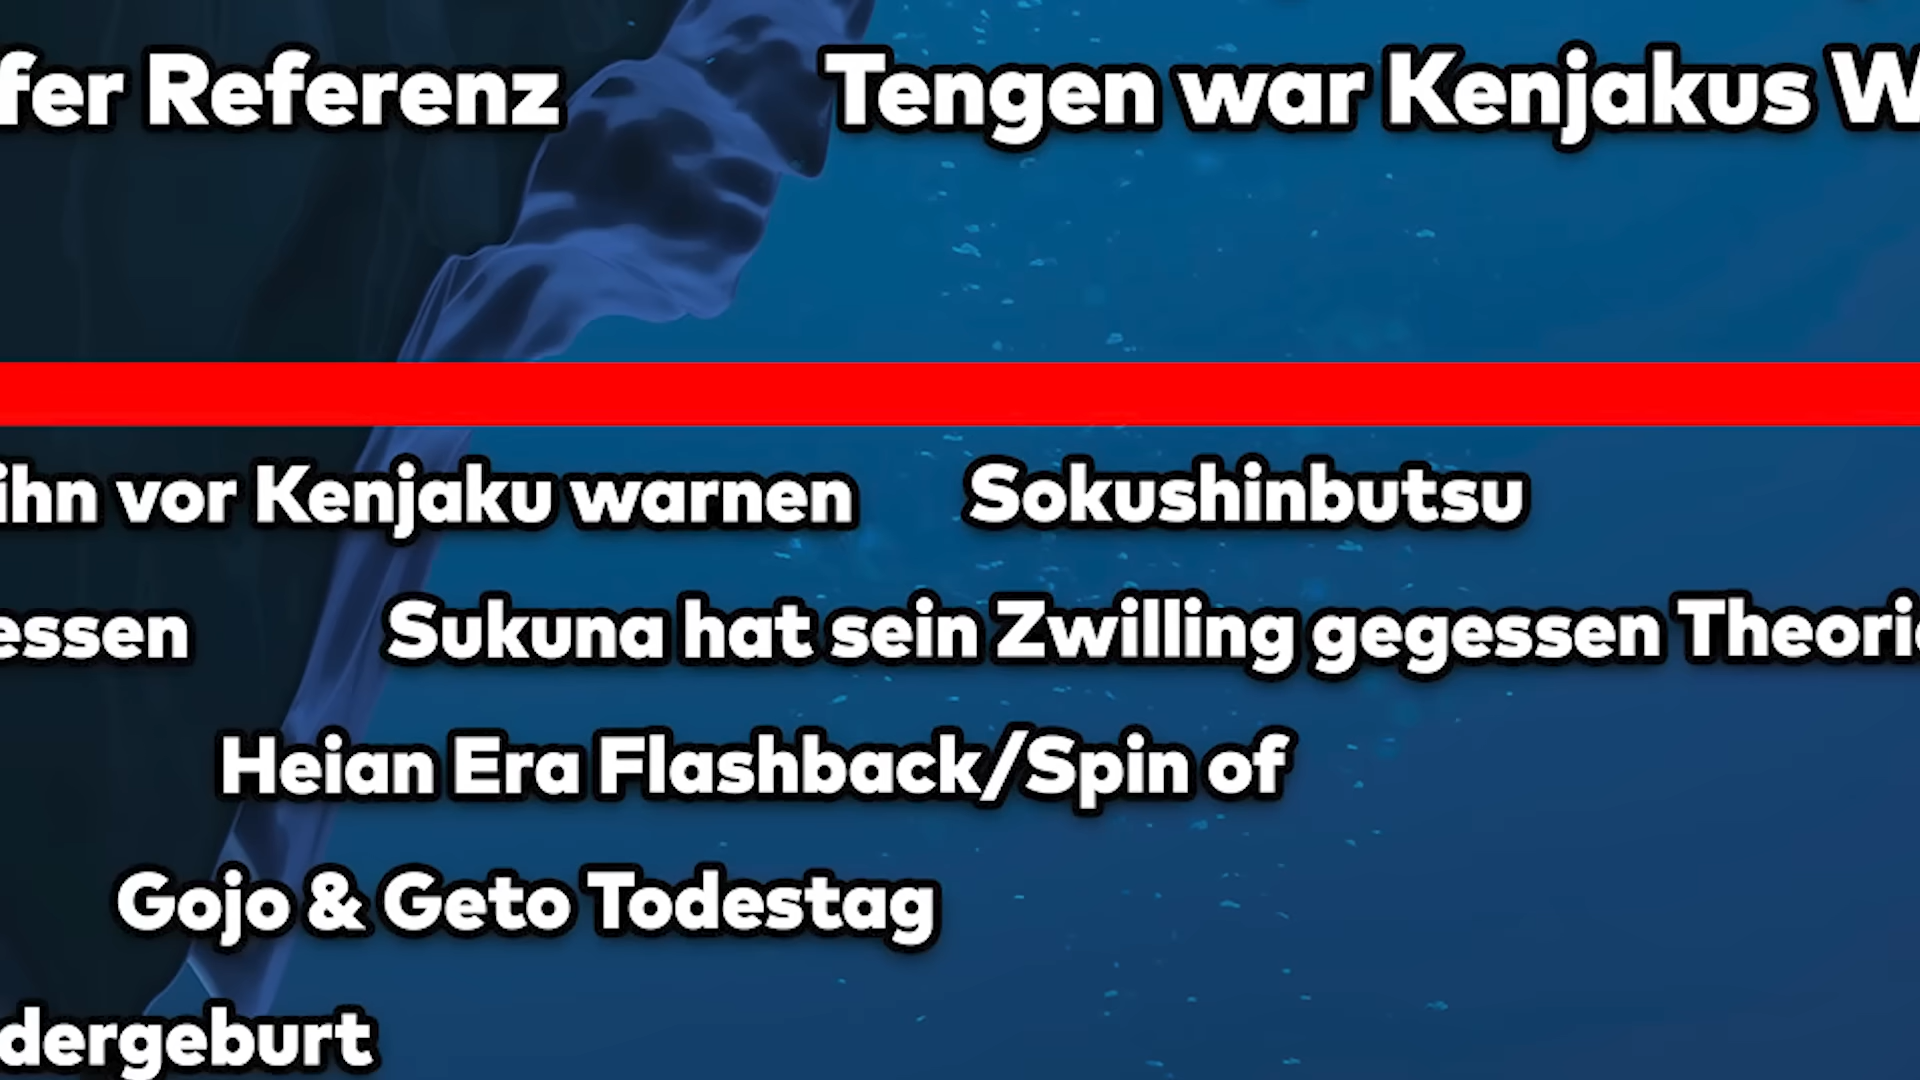 fer Referenz Tengen war Kenjakus W
ihn vor Kenjaku warnen Sokushinbutsu
essen Sukuna hat sein Zwilling gegessen Theorie
Heian Era Flashback/Spin of
Gojo & Geto Todestag
dergeburt